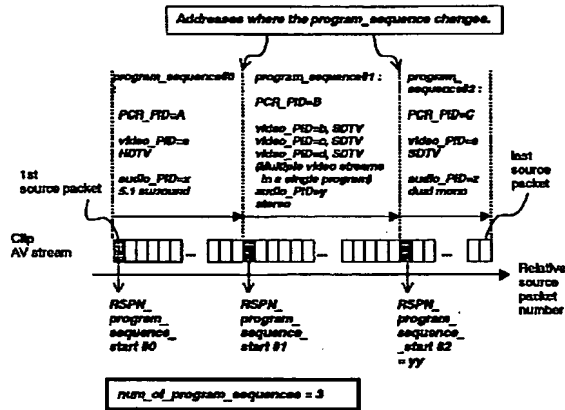 Addresses where the program_sequence changes.
program_sequence#0
PCR_PID=A
video_PID=a
HDTV
audio_PID=x
5.1 surround
program_sequence#1 :
PCR_PID=B
video_PID=b, SDTV
video_PID=c, SDTV
video_PID=d, SDTV
(Multiple video streams
in a single program)
audio_PID=y
stereo
program_
sequence#2 :
PCR_PID=C
video_PID=e
SDTV
audio_PID=z
dual mono
1st
source packet
last
source
packet
Clip
AV stream
... ... ...
Relative
source
packet
number
RSPN_
program_
sequence_
start #0
RSPN_
program_
sequence_
start #1
RSPN_
program_
sequence_
_start #2
= yy
num_of_program_sequences = 3